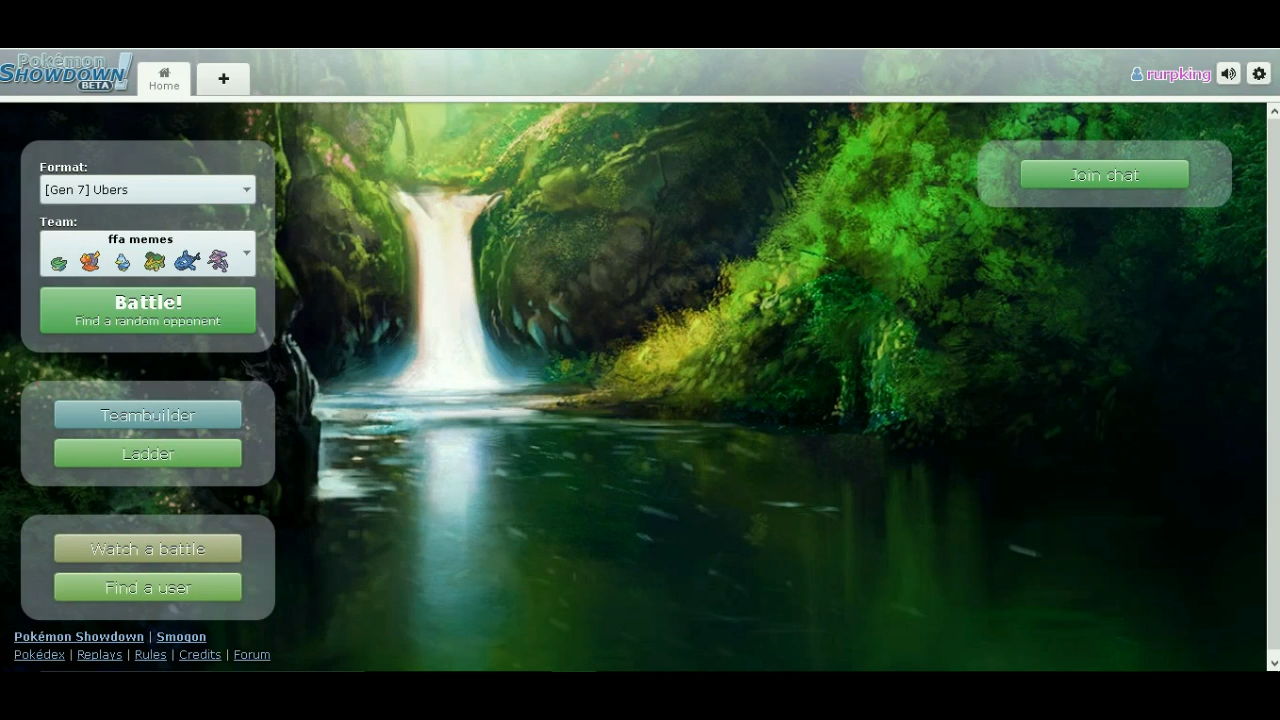 Pokémon
SHOWDOWN!
BETA
Home
+
rurpking
Format:
[Gen 7] Ubers
Team:
ffa memes
Battle!
Find a random opponent
Join chat
Teambuilder
Ladder
Watch a battle
Find a user
Pokémon Showdown | Smogon
Pokédex | Replays | Rules | Credits | Forum